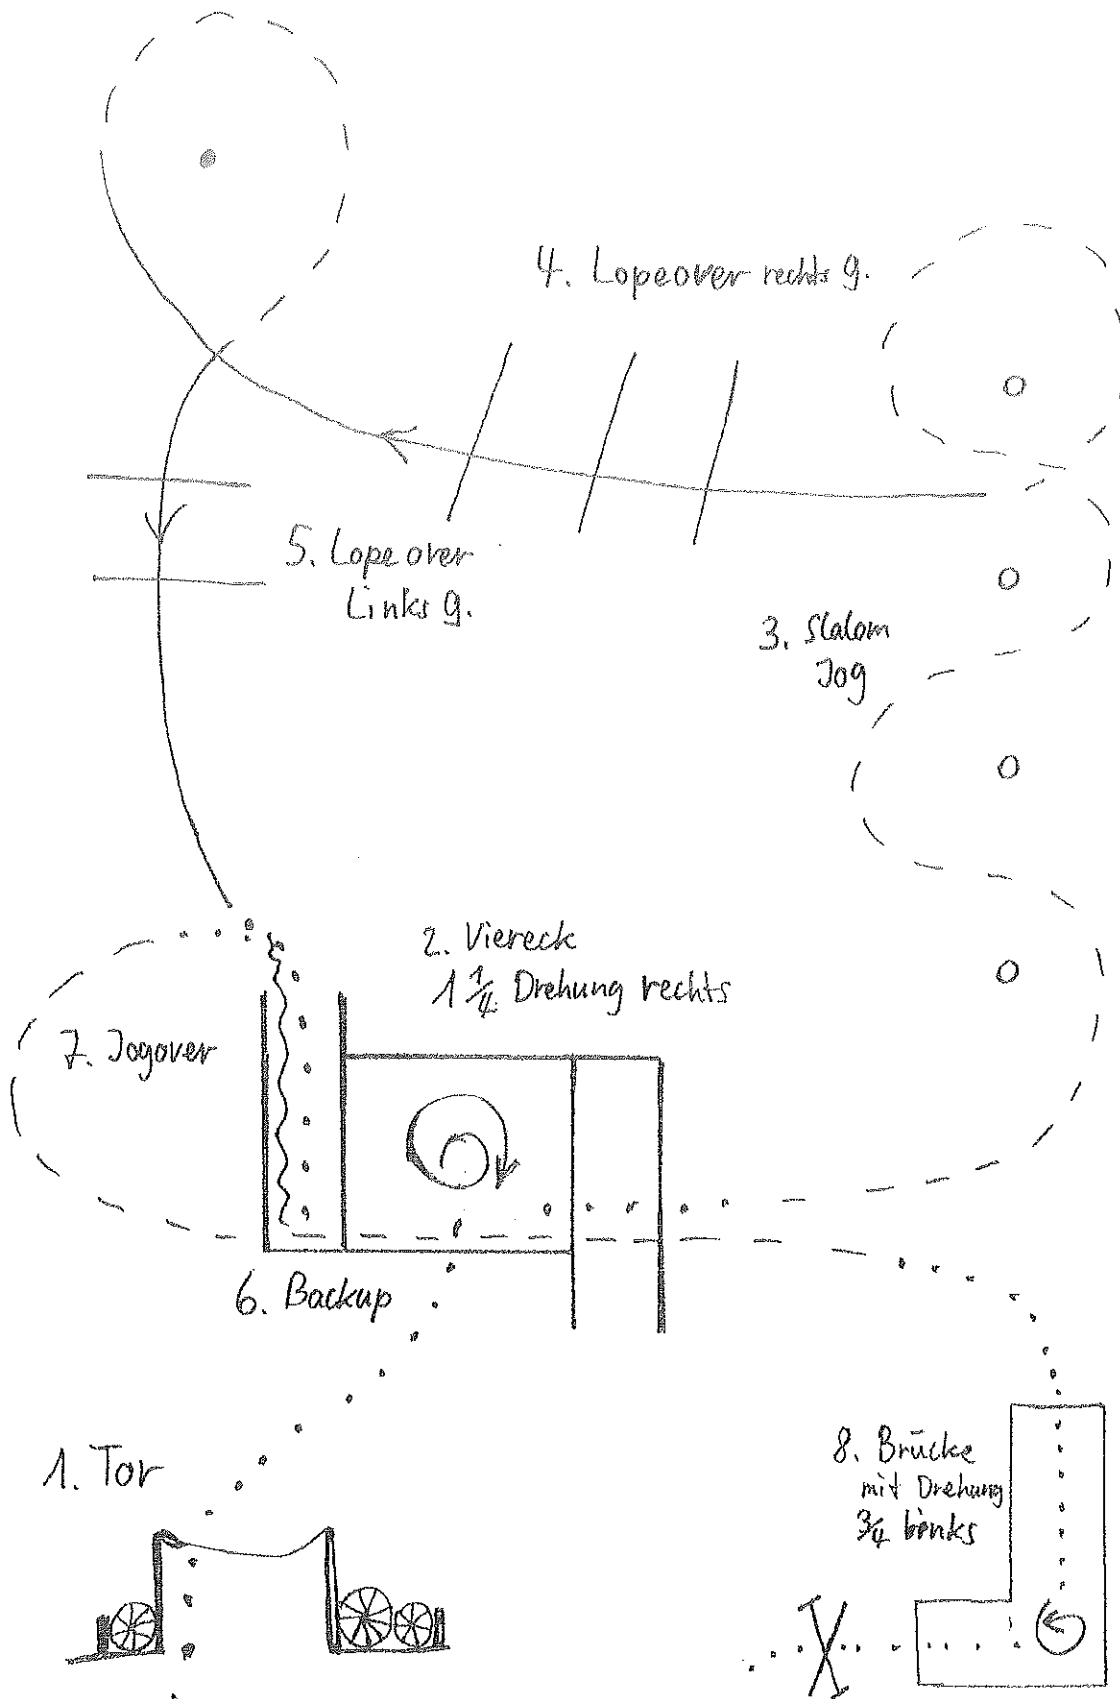 4. Lopeover rechts g.
5. Lope over
Links g.
3. Slalom
Jog
2. Viereck
1 1/4 Drehung rechts
7. Jogover
6. Backup
1. Tor
8. Brücke
mit Drehung
3/4 links